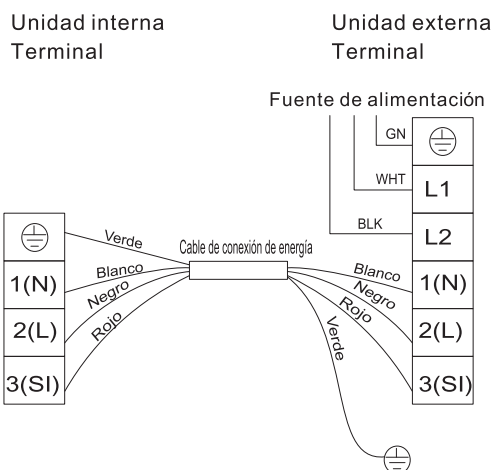 Unidad interna
Terminal
Unidad externa
Terminal
Fuente de alimentación
GN
WHT
L1
BLK
L2
Verde
Cable de conexión de energía
1(N)
Blanco
Blanco
1(N)
Negro
Negro
2(L)
Rojo
Rojo
2(L)
Verde
3(SI)
3(SI)